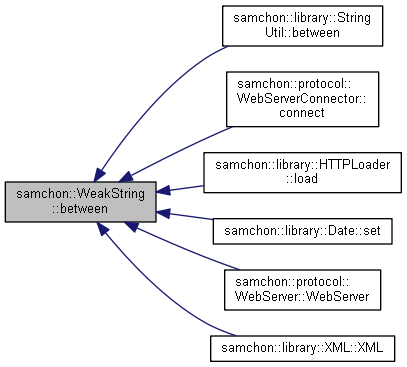 samchon::library::String
Util::between
samchon::protocol::
WebServerConnector::
connect
samchon::library::HTTPLoader
::load
samchon::WeakString
::between
samchon::library::Date::set
samchon::protocol::
WebServer::WebServer
samchon::library::XML::XML